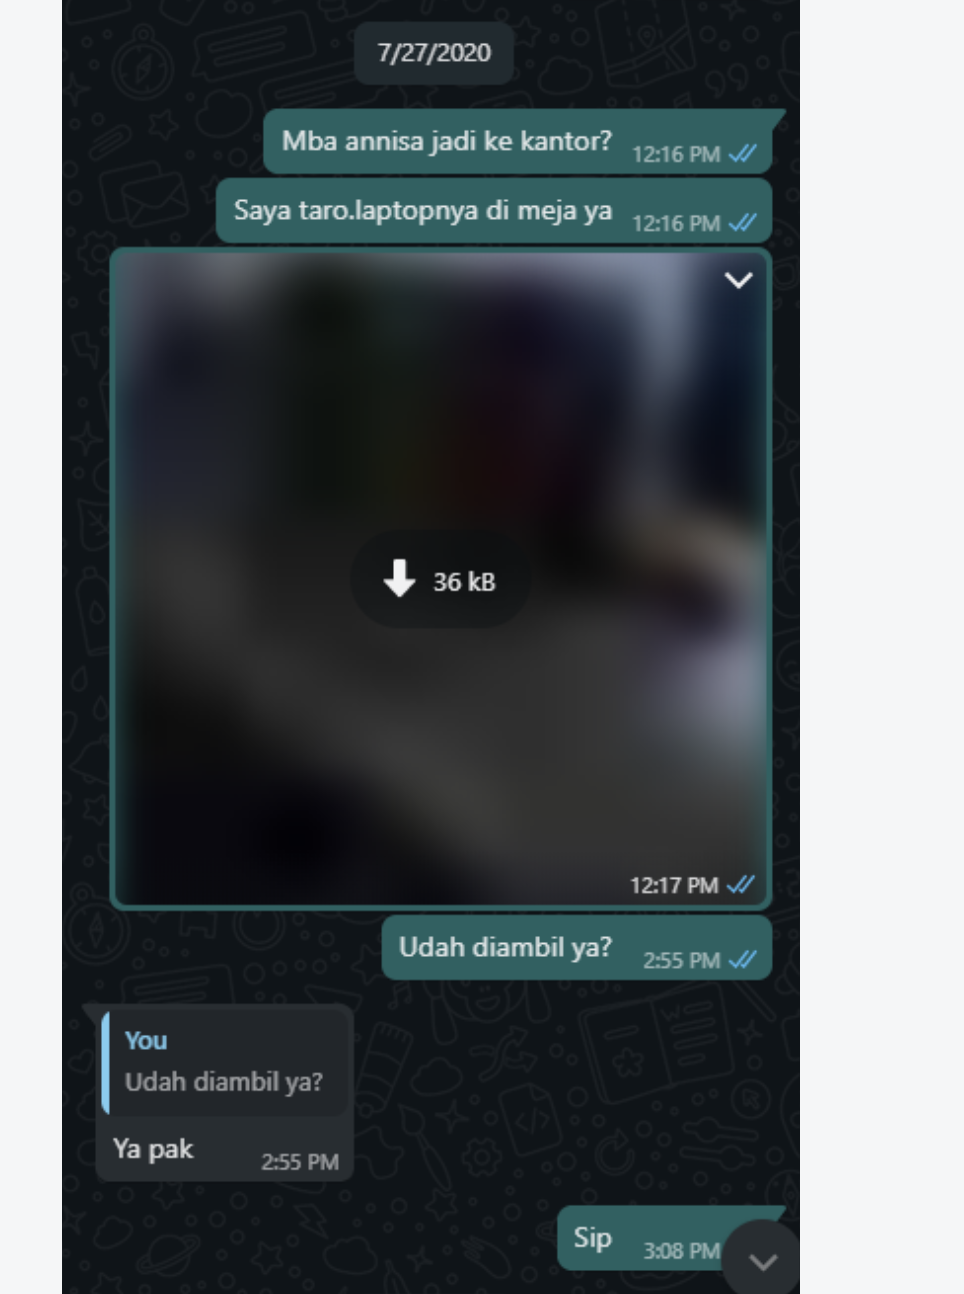 7/27/2020
Mba annisa jadi ke kantor? 12:16 PM
Saya taro.laptopnya di meja ya 12:16 PM
36 kB
12:17 PM
Udah diambil ya? 2:55 PM
You
Udah diambil ya?
Ya pak 2:55 PM
Sip 3:08 PM